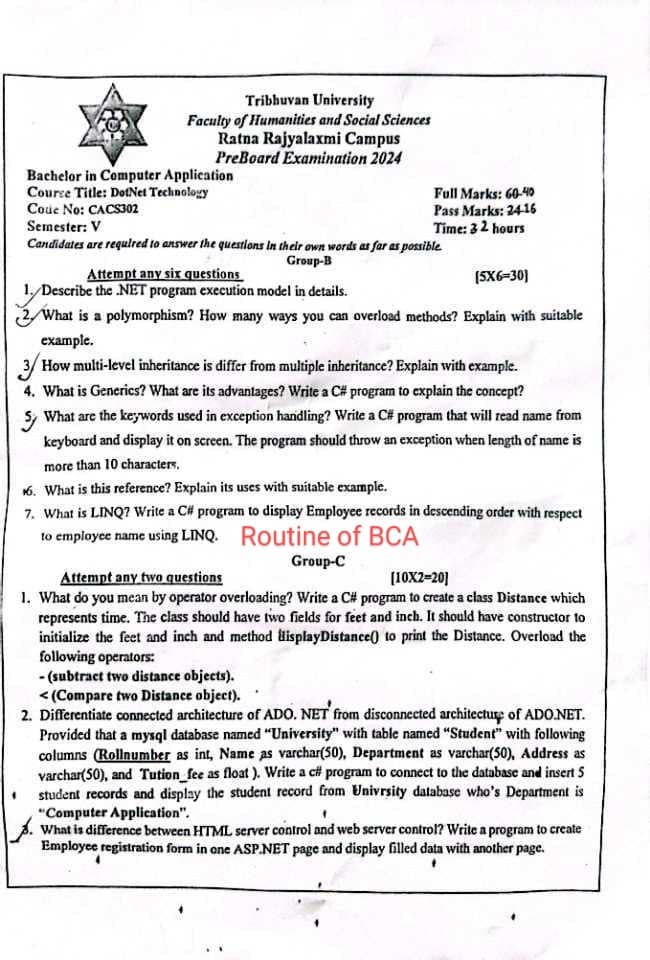 Tribhuvan University
Faculty of Humanities and Social Sciences
Ratna Rajyalaxmi Campus
PreBoard Examination 2024
Bachelor in Computer Application
Course Title: DotNet Technology
Full Marks: 60 40
Code No: CACS302
Pass Marks: 24 16
Semester: V
Time: 3 2 hours
Candidates are required to answer the questions in their own words as far as possible.
Group-B
Attempt any six questions [5X6=30]
1. Describe the .NET program execution model in details.
2. What is a polymorphism? How many ways you can overload methods? Explain with suitable
example.
3. How multi-level inheritance is differ from multiple inheritance? Explain with example.
4. What is Generics? What are its advantages? Write a C# program to explain the concept?
5. What are the keywords used in exception handling? Write a C# program that will read name from
keyboard and display it on screen. The program should throw an exception when length of name is
more than 10 characters.
6. What is this reference? Explain its uses with suitable example.
7. What is LINQ? Write a C# program to display Employee records in descending order with respect
to employee name using LINQ.
Routine of BCA
Group-C
Attempt any two questions [10X2=20]
1. What do you mean by operator overloading? Write a C# program to create a class Distance which
represents time. The class should have two fields for feet and inch. It should have constructor to
initialize the feet and inch and method displayDistance() to print the Distance. Overload the
following operators:
- (subtract two distance objects).
< (Compare two Distance object).
2. Differentiate connected architecture of ADO. NET from disconnected architecture of ADO.NET.
Provided that a mysql database named “University” with table named “Student” with following
columns (Rollnumber as int, Name as varchar(50), Department as varchar(50), Address as
varchar(50), and Tution_fee as float ). Write a c# program to connect to the database and insert 5
student records and display the student record from Univrsity database who's Department is
“Computer Application”.
3. What is difference between HTML server control and web server control? Write a program to create
Employee registration form in one ASP.NET page and display filled data with another page.